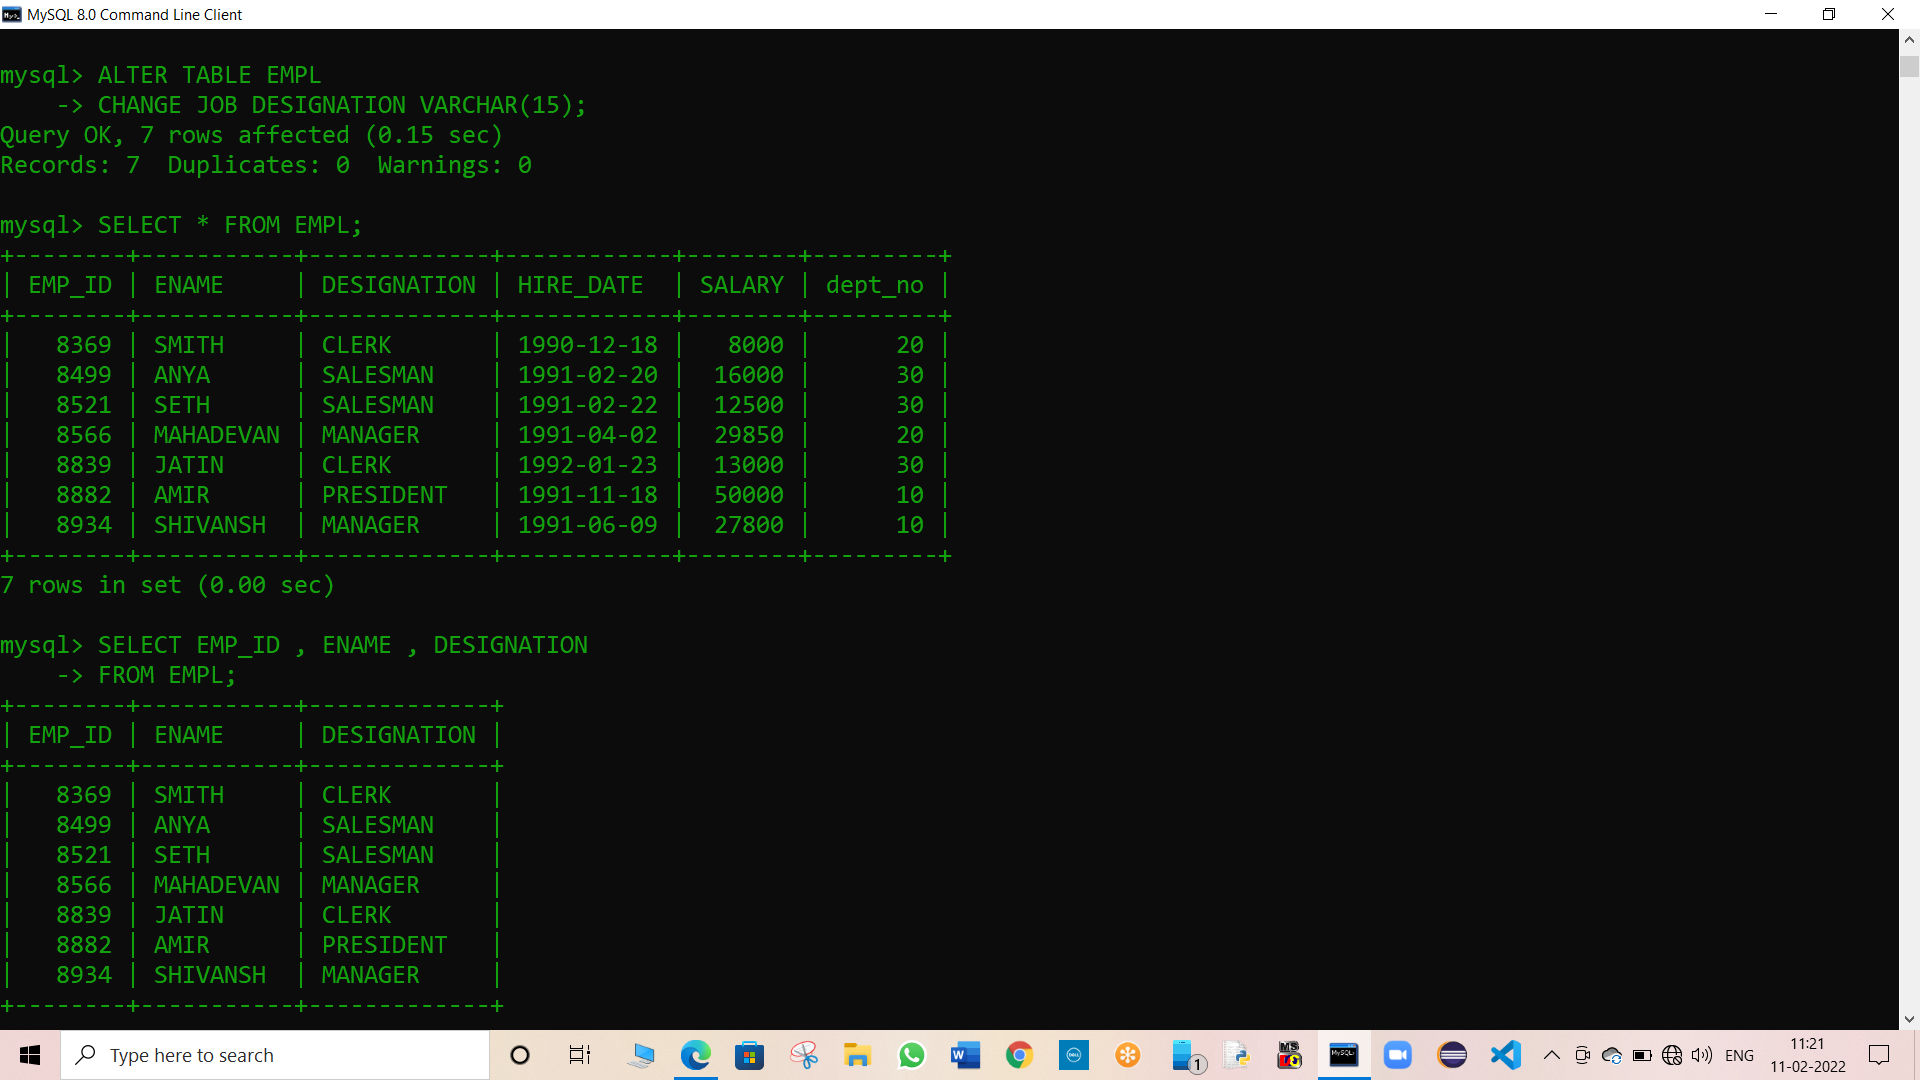 MySQL 8.0 Command Line Client
mysql> ALTER TABLE EMPL
    -> CHANGE JOB DESIGNATION VARCHAR(15);
Query OK, 7 rows affected (0.15 sec)
Records: 7  Duplicates: 0  Warnings: 0
mysql> SELECT * FROM EMPL;
+--------+-----------+-------------+------------+--------+---------+
| EMP_ID | ENAME     | DESIGNATION | HIRE_DATE  | SALARY | dept_no |
+--------+-----------+-------------+------------+--------+---------+
|   8369 | SMITH     | CLERK       | 1990-12-18 |   8000 |      20 |
|   8499 | ANYA      | SALESMAN    | 1991-02-20 |  16000 |      30 |
|   8521 | SETH      | SALESMAN    | 1991-02-22 |  12500 |      30 |
|   8566 | MAHADEVAN | MANAGER     | 1991-04-02 |  29850 |      20 |
|   8839 | JATIN     | CLERK       | 1992-01-23 |  13000 |      30 |
|   8882 | AMIR      | PRESIDENT   | 1991-11-18 |  50000 |      10 |
|   8934 | SHIVANSH  | MANAGER     | 1991-06-09 |  27800 |      10 |
+--------+-----------+-------------+------------+--------+---------+
7 rows in set (0.00 sec)
mysql> SELECT EMP_ID , ENAME , DESIGNATION
    -> FROM EMPL;
+--------+-----------+-------------+
| EMP_ID | ENAME     | DESIGNATION |
+--------+-----------+-------------+
|   8369 | SMITH     | CLERK       |
|   8499 | ANYA      | SALESMAN    |
|   8521 | SETH      | SALESMAN    |
|   8566 | MAHADEVAN | MANAGER     |
|   8839 | JATIN     | CLERK       |
|   8882 | AMIR      | PRESIDENT   |
|   8934 | SHIVANSH  | MANAGER     |
+--------+-----------+-------------+
Type here to search
1
ENG
11:21
11-02-2022